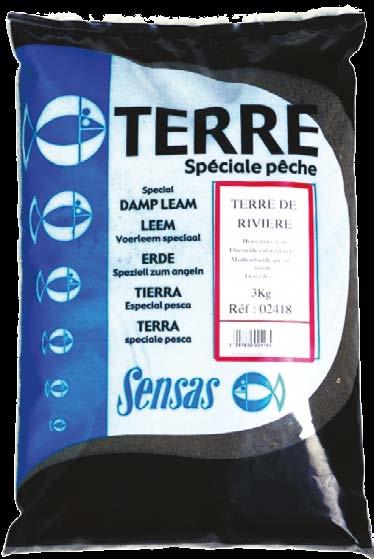 TERRE
Spéciale pêche
Special
DAMP LEAM
LEEM
Voerleem speciaal
ERDE
Speziell zum angeln
TIERRA
Especial pesca
TERRA
speciale pesca
TERRE DE
RIVIERE
3Kg
Réf : 02418
Sensas